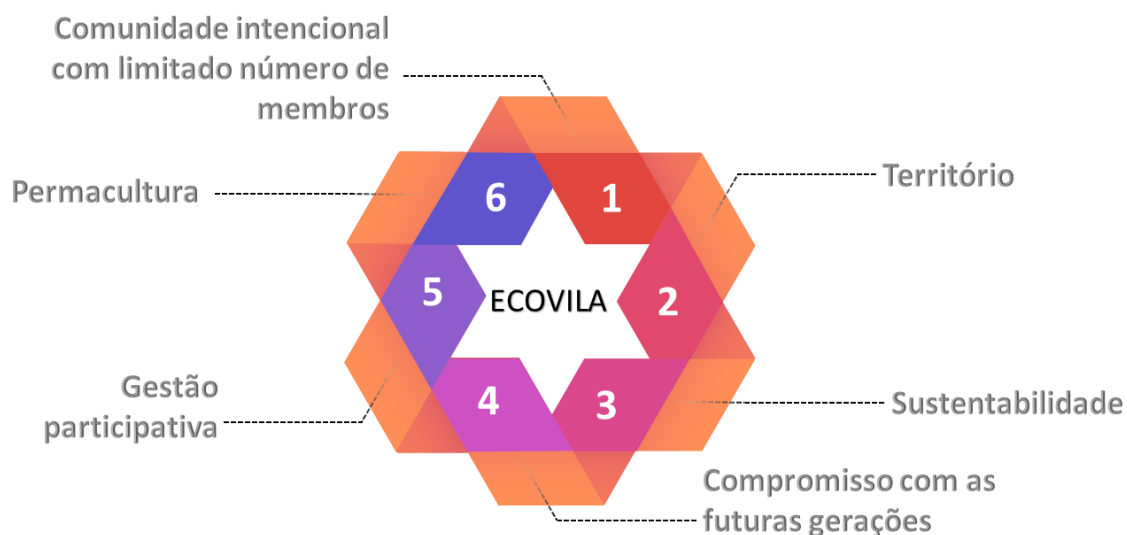 Comunidade intencional
com limitado número de
membros
Território
Permacultura
6
1
5
ECOVILA
2
4
3
Gestão
participativa
Sustentabilidade
Compromisso com as
futuras gerações